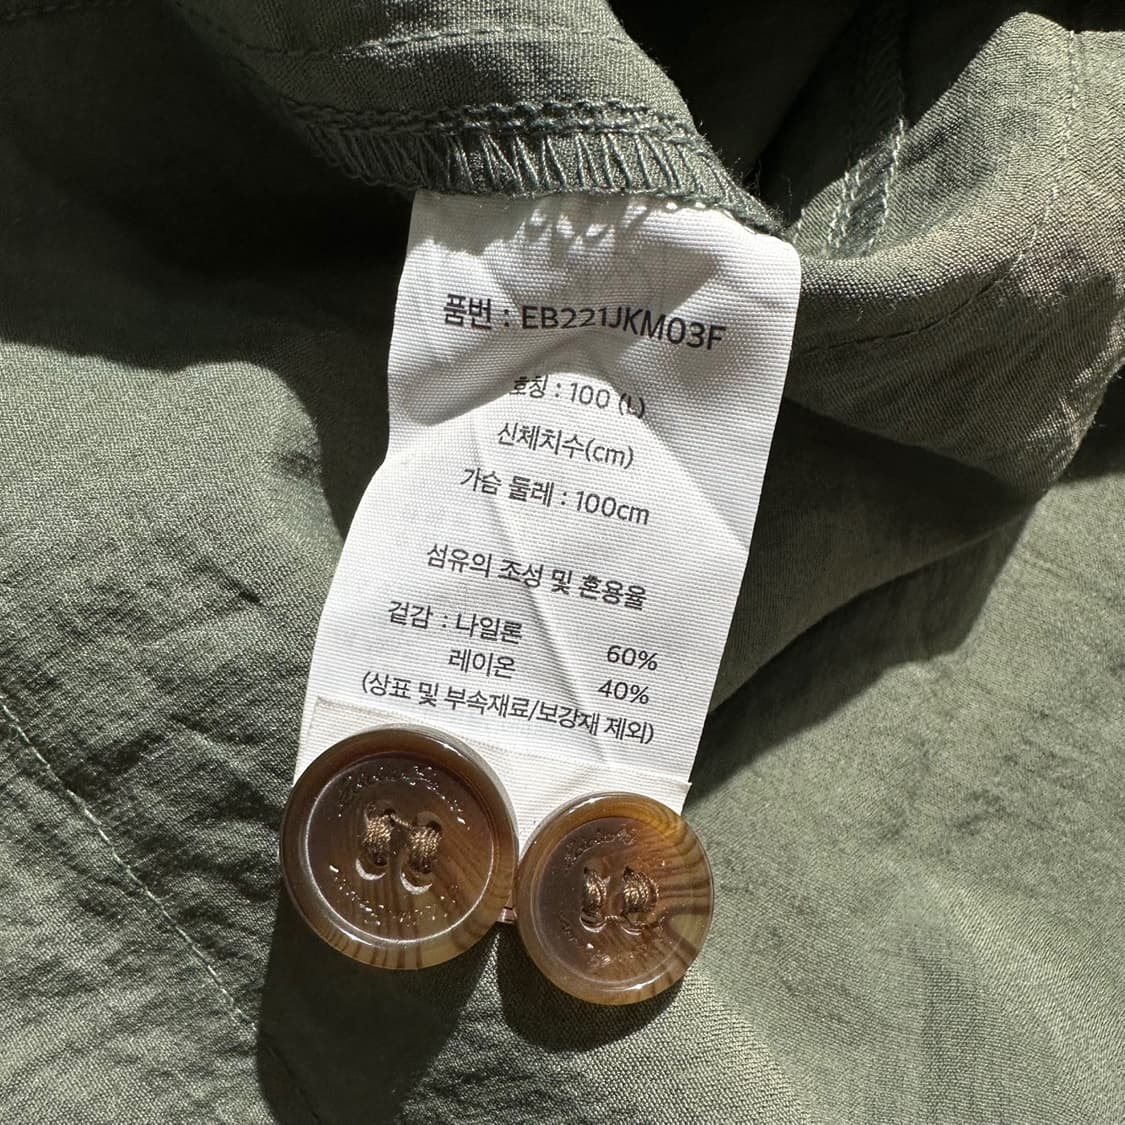 품번 : EB221JKM03F
호칭 : 100 (L)
신체치수(cm)
가슴 둘레 : 100cm
섬유의 조성 및 혼용율
겉감 : 나일론 60%
레이온 40%
(상표 및 부속재료/보강재 제외)